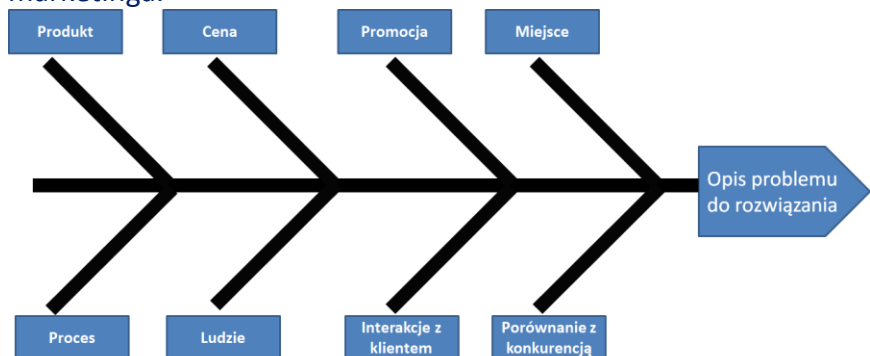 Produkt
Cena
Promocja
Miejsce
Opis problemu
do rozwiązania
Proces
Ludzie
Interakcje z
klientem
Porównanie z
konkurencją